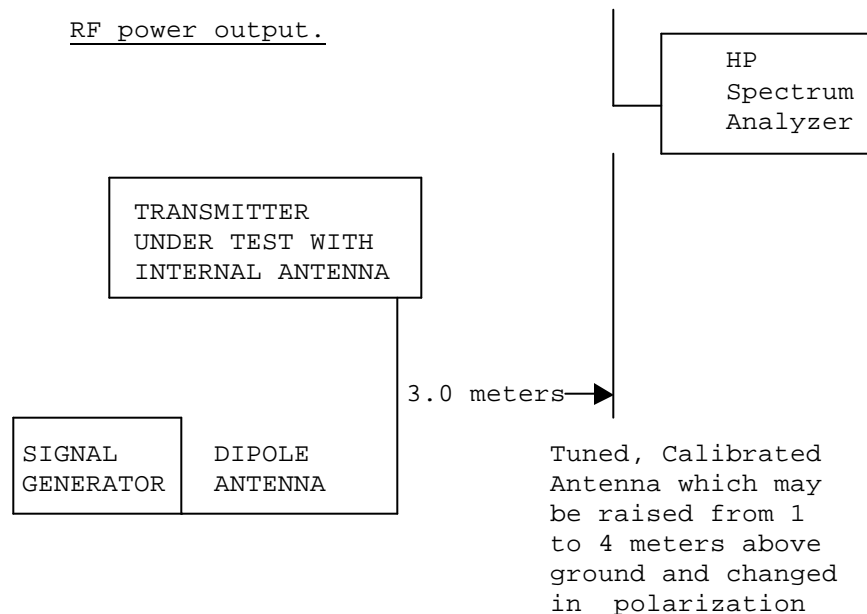 RF power output.
HP
Spectrum
Analyzer
TRANSMITTER
UNDER TEST WITH
INTERNAL ANTENNA
3.0 meters
SIGNAL
GENERATOR
DIPOLE
ANTENNA
Tuned, Calibrated
Antenna which may
be raised from 1
to 4 meters above
ground and changed
in polarization